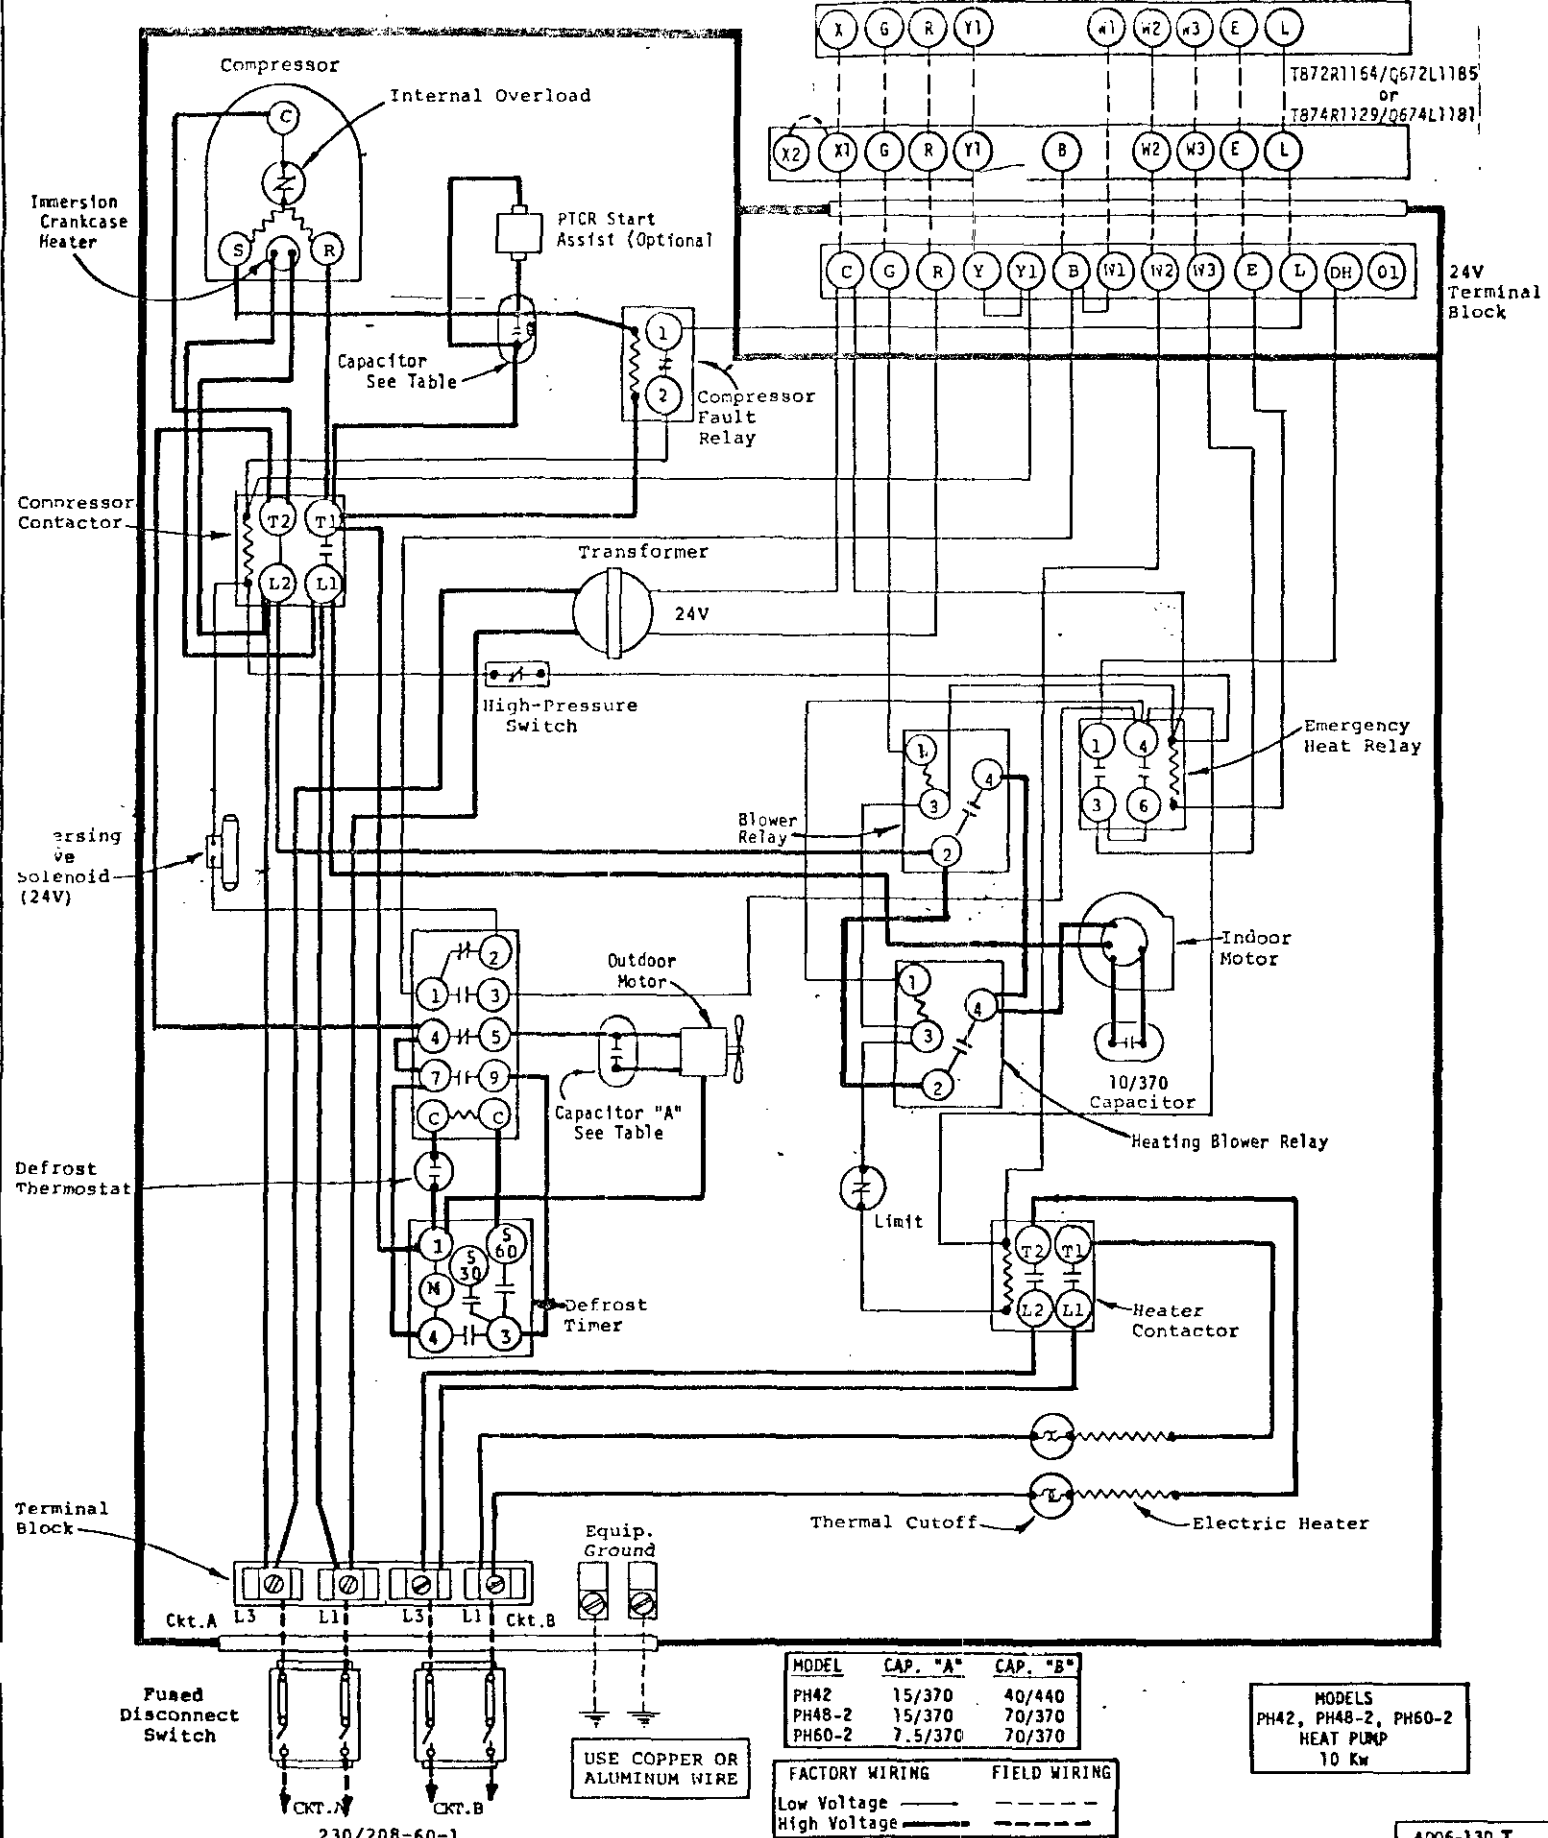 X G R Y1 W1 W2 W3 E L
T872R1164/Q672L1185
or
T874R1129/Q674L1181
X2 X1 G R Y1 B W2 W3 E L
C G R Y Y1 B W1 W2 W3 E L DH O1
24V
Terminal
Block
Compressor
Internal Overload
C
S R
Immersion
Crankcase
Heater
PTCR Start
Assist (Optional
B
Capacitor
See Table
1
2
Compressor
Fault
Relay
Compressor
Contactor
T2 T1
L2 L1
Transformer
24V
High-Pressure
Switch
1 4
3 6
Emergency
Heat Relay
1
4
3
2
Blower
Relay
ersing
ve
Solenoid
(24V)
Indoor
Motor
10/370
Capacitor
2
1 3
4 5
7 9
C C
Outdoor
Motor
Capacitor "A"
See Table
1
4
3
2
Heating Blower Relay
Limit
Defrost
Thermostat
1 S
60
S
30
M
4 3
Defrost
Timer
T2 T1
L2 L1
Heater
Contactor
Thermal Cutoff
Electric Heater
Terminal
Block
Equip.
Ground
Ckt.A L3 L1 L3 L1 Ckt.B
Fused
Disconnect
Switch
CKT.A CKT.B
230/208-60-1
USE COPPER OR
ALUMINUM WIRE
MODEL CAP. "A" CAP. "B"
PH42 15/370 40/440
PH48-2 15/370 70/370
PH60-2 7.5/370 70/370
FACTORY WIRING FIELD WIRING
Low Voltage
High Voltage
MODELS
PH42, PH48-2, PH60-2
HEAT PUMP
10 Kw